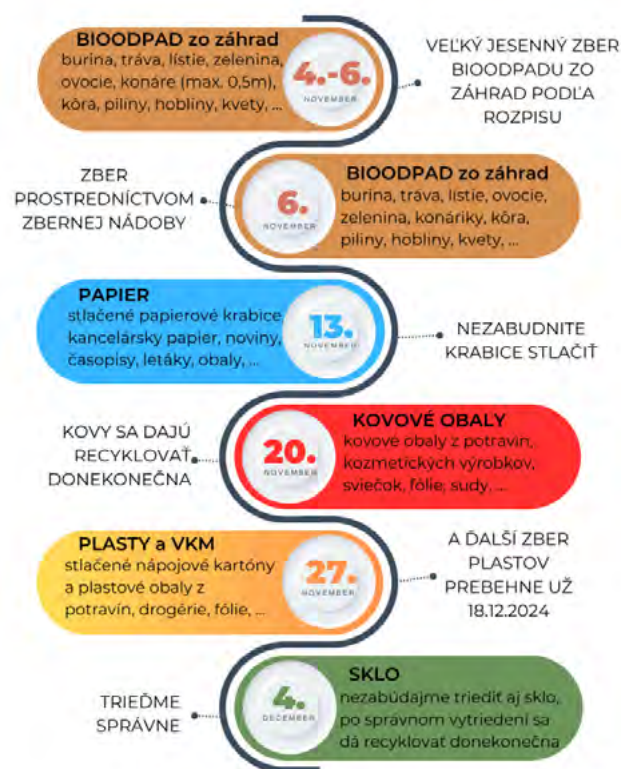 BIOODPAD zo záhrad
burina, tráva, lístie, zelenina,
ovocie, konáre (max. 0,5m),
kôra, piliny, hobliny, kvety, ...
4.-6.
NOVEMBER
VEĽKÝ JESENNÝ ZBER
BIOODPADU ZO
ZÁHRAD PODĽA
ROZPISU
ZBER
PROSTREDNÍCTVOM
ZBERNEJ NÁDOBY
6.
NOVEMBER
BIOODPAD zo záhrad
burina, tráva, lístie, ovocie,
zelenina, konáriky, kôra,
piliny, hobliny, kvety, ...
PAPIER
stlačené papierové krabice,
kancelársky papier, noviny,
časopisy, letáky, obaly, ...
13.
NOVEMBER
NEZABUDNITE
KRABICE STLAČIŤ
KOVY SA DAJÚ
RECYKLOVAŤ
DONEKONEČNA
20.
NOVEMBER
KOVOVÉ OBALY
kovové obaly z potravín,
kozmetických výrobkov,
sviečok, fólie, sudy, ...
PLASTY a VKM
stlačené nápojové kartóny
a plastové obaly z
potravín, drogérie, fólie, ...
27.
NOVEMBER
A ĎALŠÍ ZBER
PLASTOV
PREBEHNE UŽ
18.12.2024
TRIEĎME
SPRÁVNE
4.
DECEMBER
SKLO
nezabúdajme triediť aj sklo,
po správnom vytriedení sa
dá recyklovať donekonečna